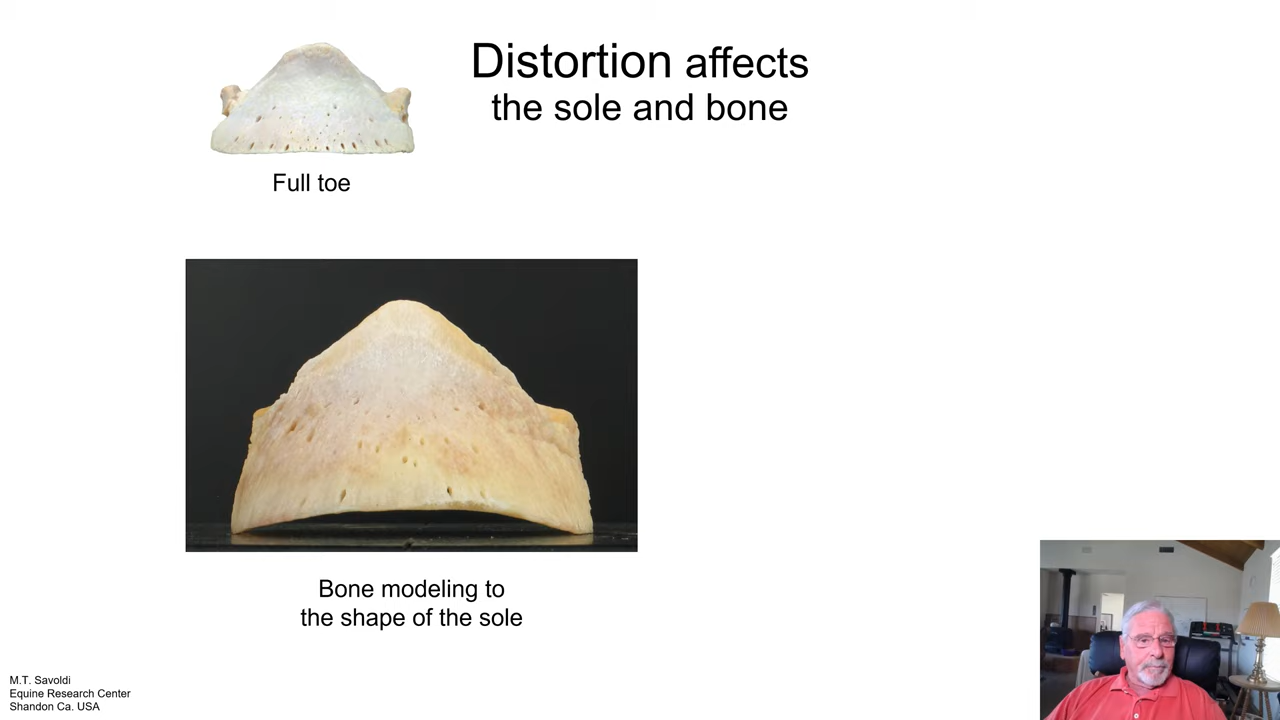 Distortion affects
the sole and bone
Full toe
Bone modeling to
the shape of the sole
M.T. Savoldi
Equine Research Center
Shandon Ca. USA